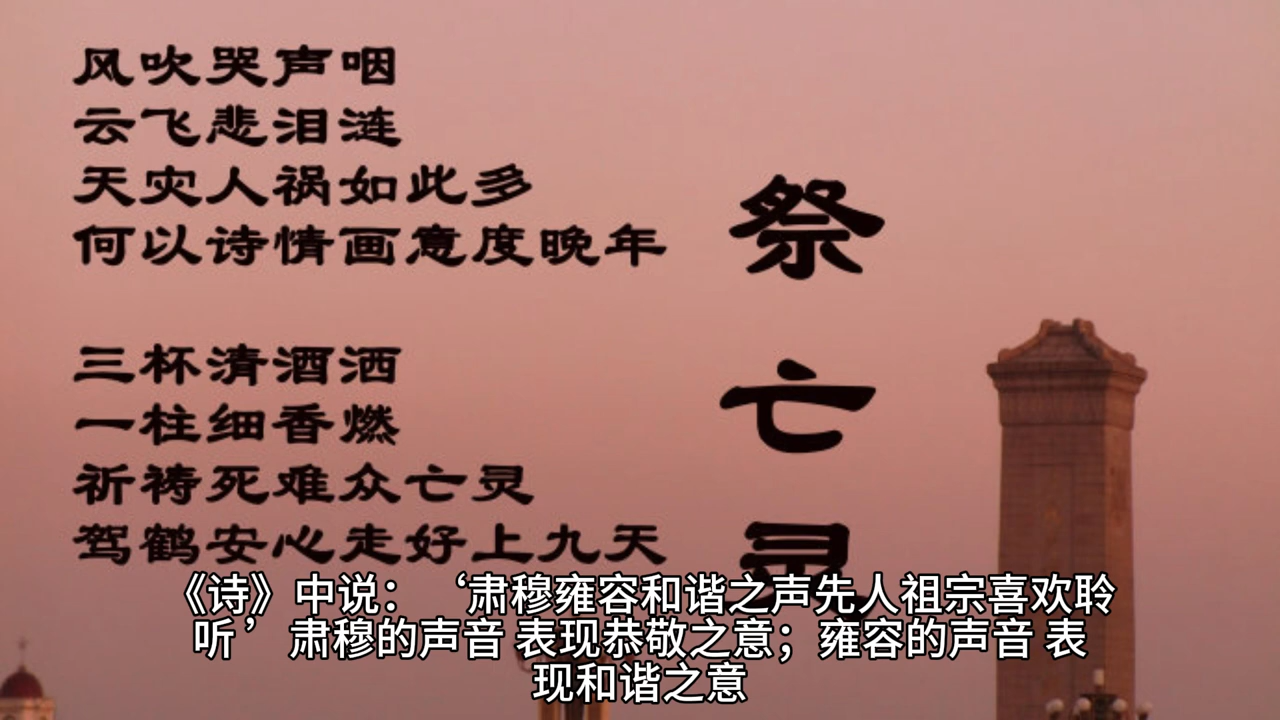 风吹哭声咽
云飞悲泪涟
天灾人祸如此多
何以诗情画意度晚年
三杯清酒洒
一柱细香燃
祈祷死难众亡灵
驾鹤安心走好上九天
祭
亡
灵
《诗》中说：‘肃穆雍容和谐之声先人祖宗喜欢聆
听’肃穆的声音 表现恭敬之意；雍容的声音 表
现和谐之意